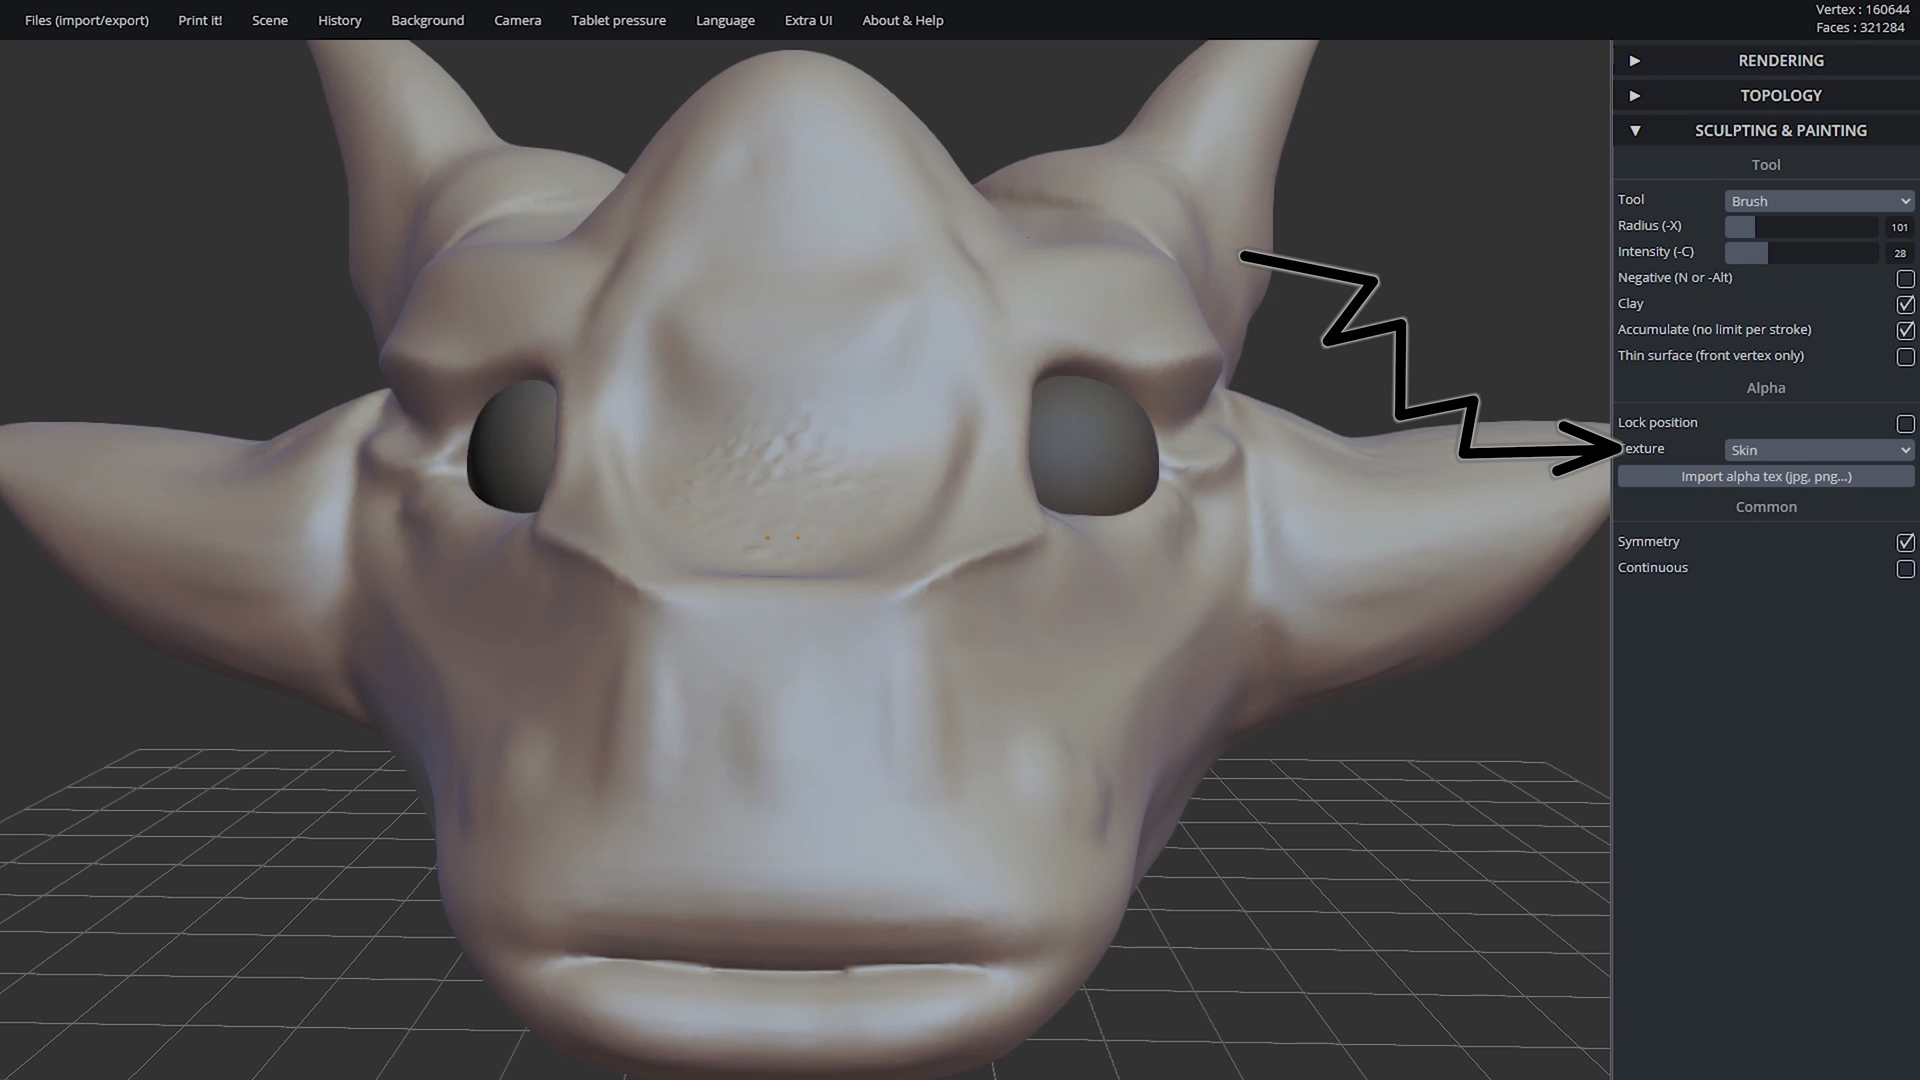 Files (import/export) Print it! Scene History Background Camera Tablet pressure Language Extra UI About & Help
Vertex : 160644
Faces : 321284
RENDERING
TOPOLOGY
SCULPTING & PAINTING
Tool
Tool Brush
Radius (-X) 101
Intensity (-C) 28
Negative (N or -Alt)
Clay
Accumulate (no limit per stroke)
Thin surface (front vertex only)
Alpha
Lock position
Texture Skin
Import alpha tex (jpg, png...)
Common
Symmetry
Continuous